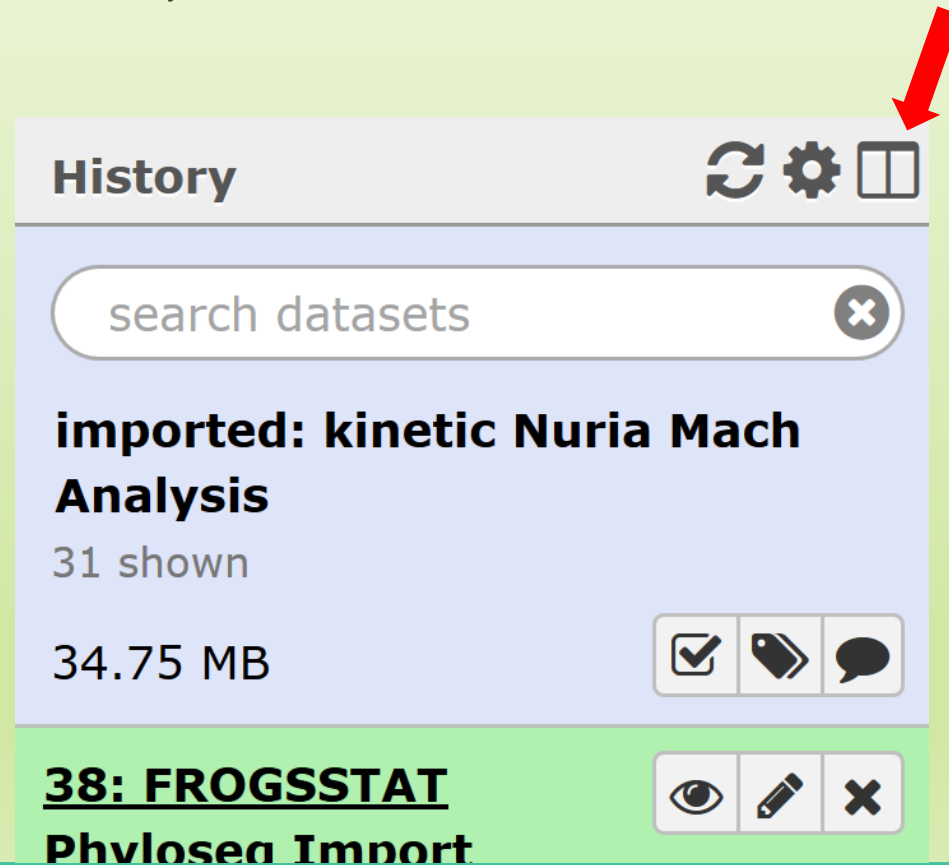 History
search datasets
imported: kinetic Nuria Mach
Analysis
31 shown
34.75 MB
38: FROGSSTAT
Phyloseq Import